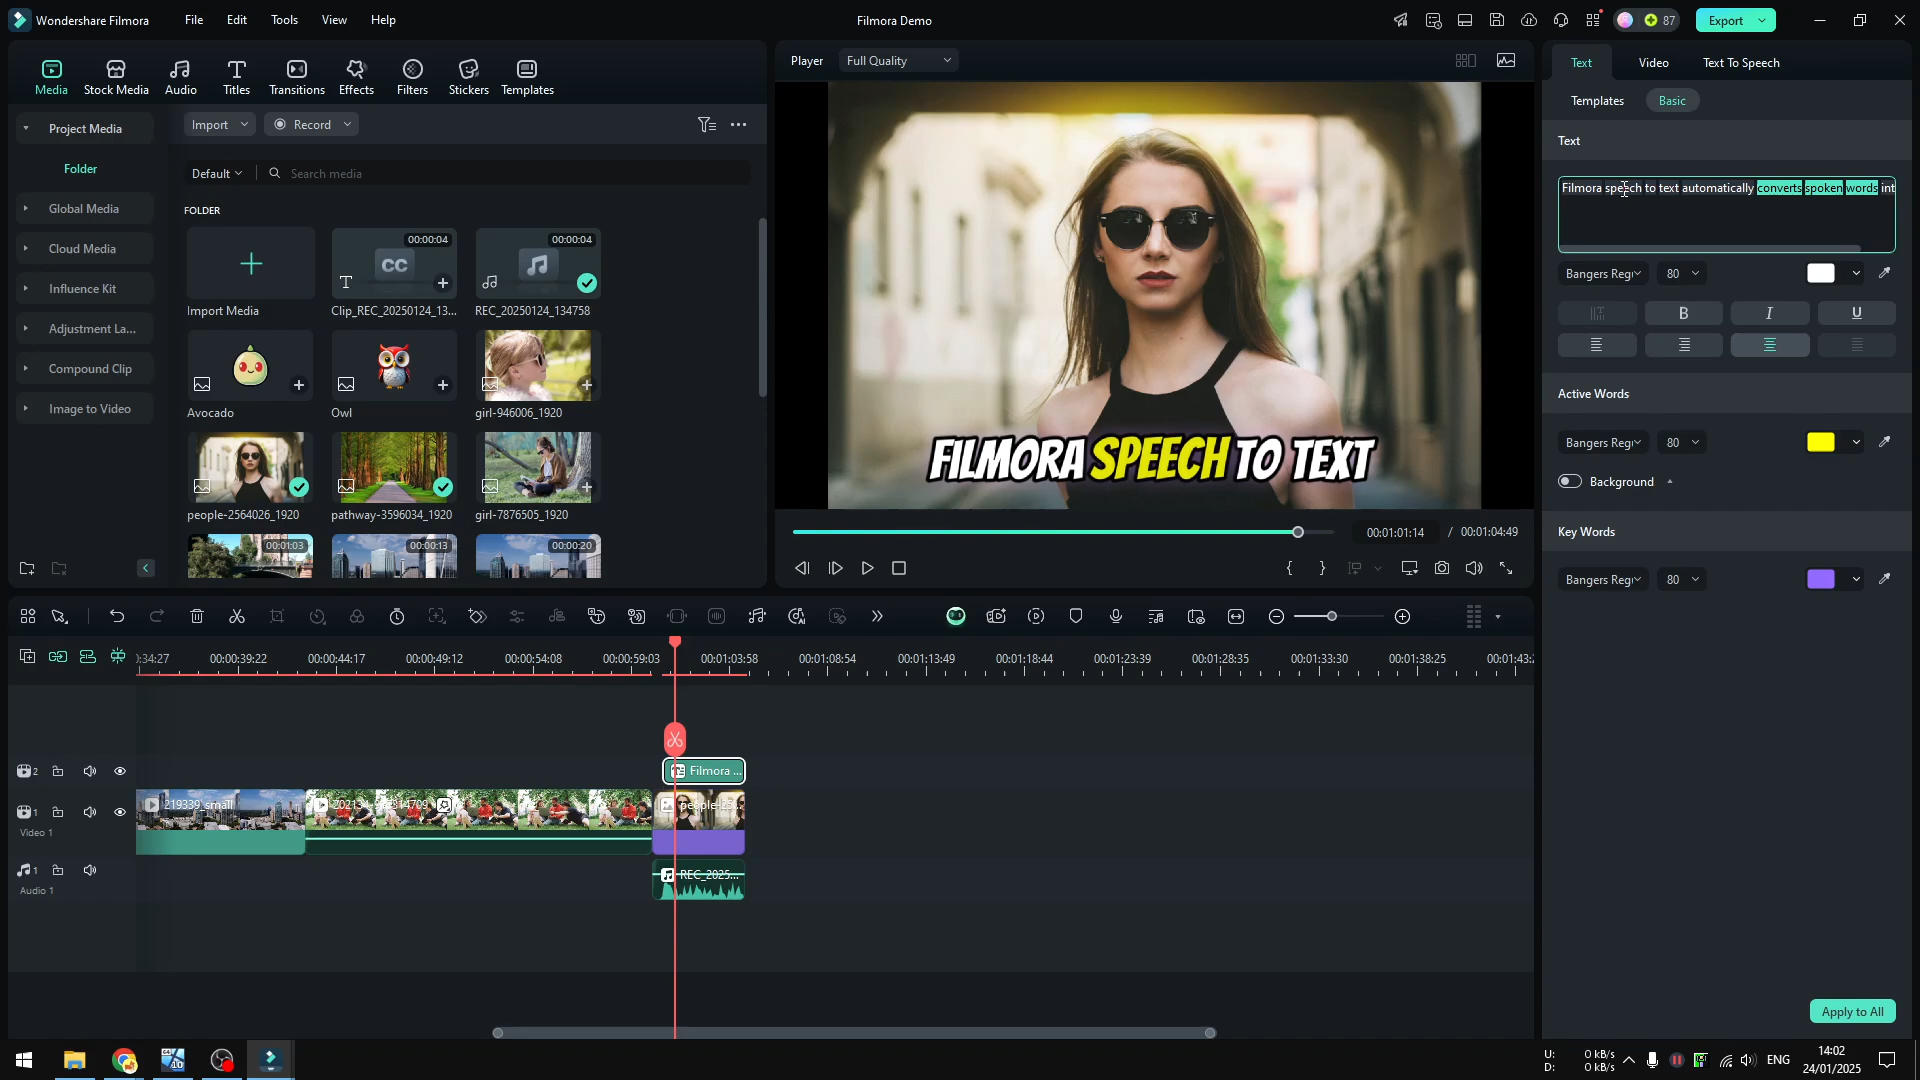 Wondershare Filmora
File
Edit
Tools
View
Help
Filmora Demo
87
Export
Media
Stock Media
Audio
Titles
Transitions
Effects
Filters
Stickers
Templates
Player
Full Quality
Text
Video
Text To Speech
Templates
Basic
Project Media
Folder
Global Media
Cloud Media
Influence Kit
Adjustment La...
Compound Clip
Image to Video
Import
Record
Default
Search media
FOLDER
Import Media
00:00:04
CC
T
Clip_REC_20250124_13...
00:00:04
REC_20250124_134758
Avocado
Owl
girl-946006_1920
people-2564026_1920
pathway-3596034_1920
girl-7876505_1920
00:01:03
00:00:13
00:00:20
FILMORA SPEECH TO TEXT
00:01:01:14 / 00:01:04:49
Text
Filmora speech to text automatically converts spoken words int
Bangers Reg
80
B
I
U
Active Words
Bangers Reg
80
Background
Key Words
Bangers Reg
80
Apply to All
:34:27
00:00:39:22
00:00:44:17
00:00:49:12
00:00:54:08
00:00:59:03
00:01:03:58
00:01:08:54
00:01:13:49
00:01:18:44
00:01:23:39
00:01:28:35
00:01:33:30
00:01:38:25
00:01:43:
2
Filmora ...
1
Video 1
219339_small
1
Audio 1
REC_2025...
U: 0 kB/s
D: 0 kB/s
ENG
14:02
24/01/2025